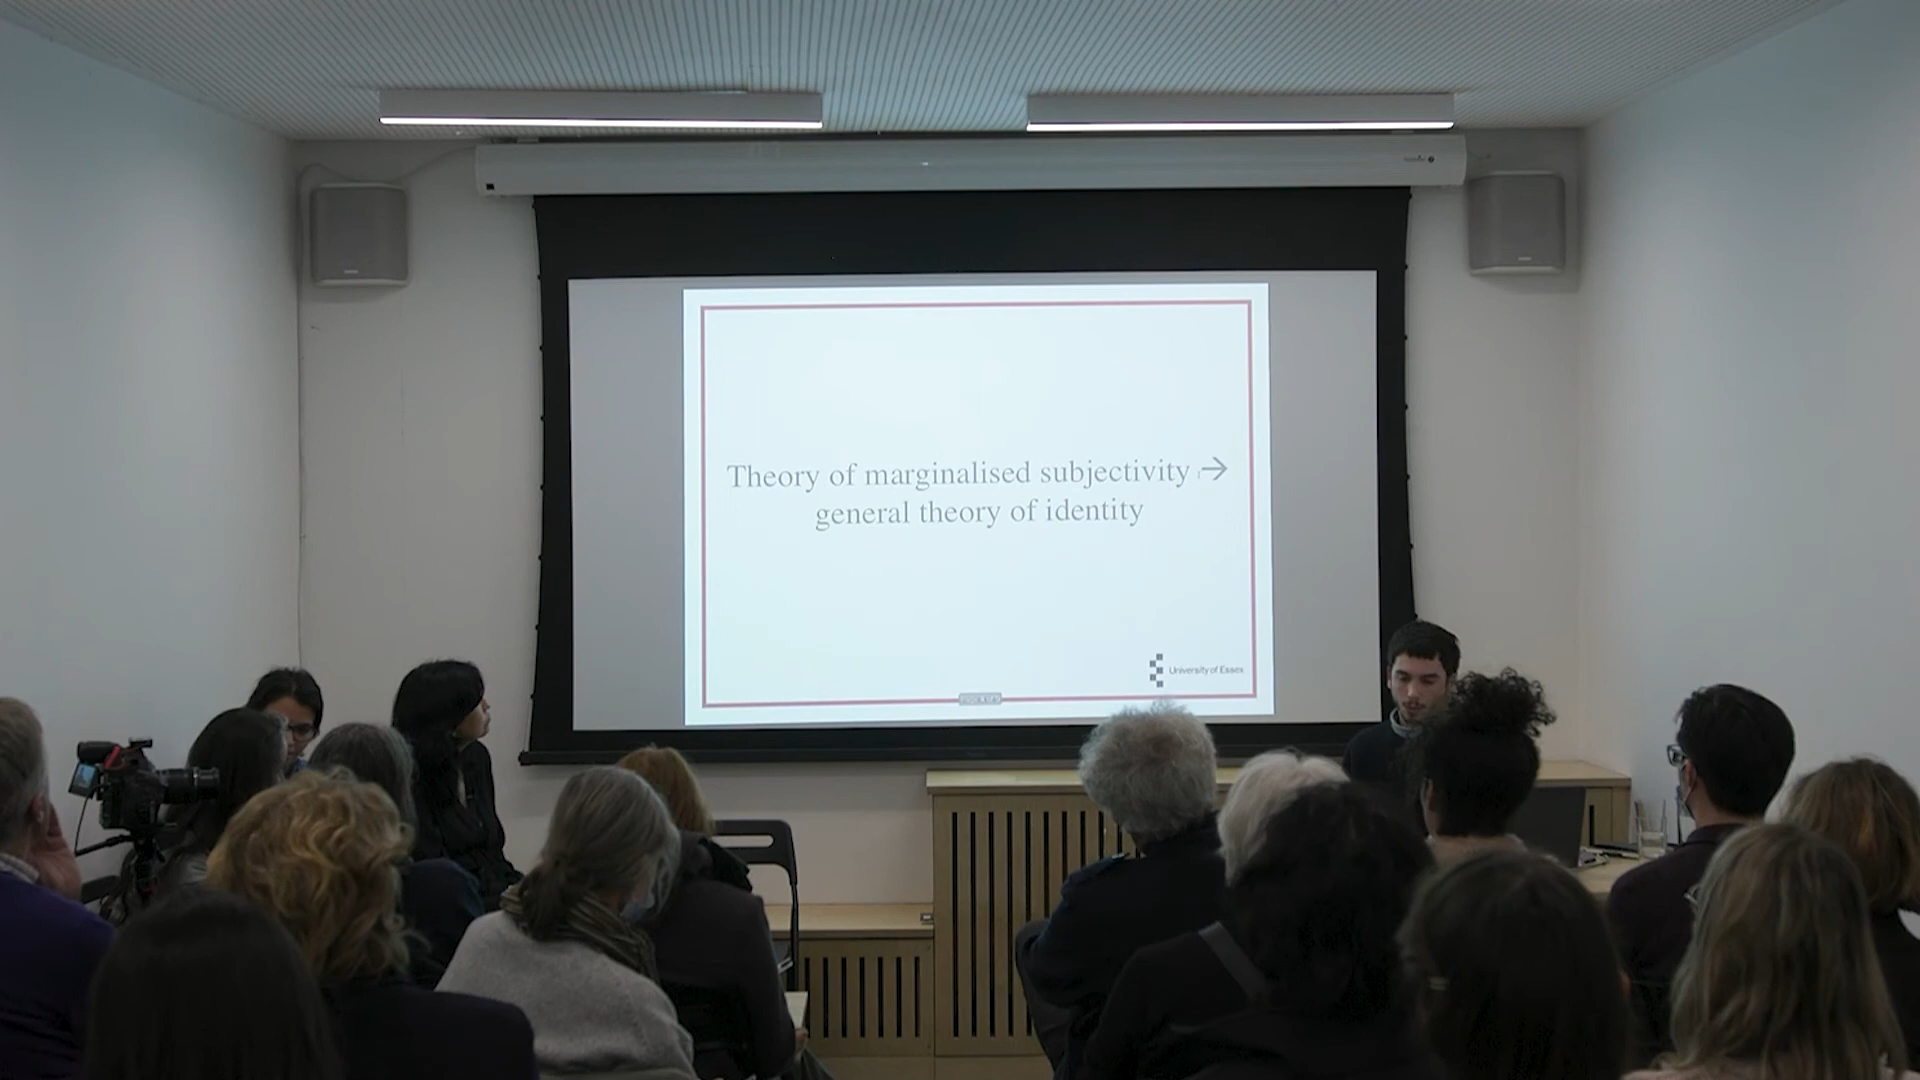 Theory of marginalised subjectivity →
general theory of identity
University of Essex